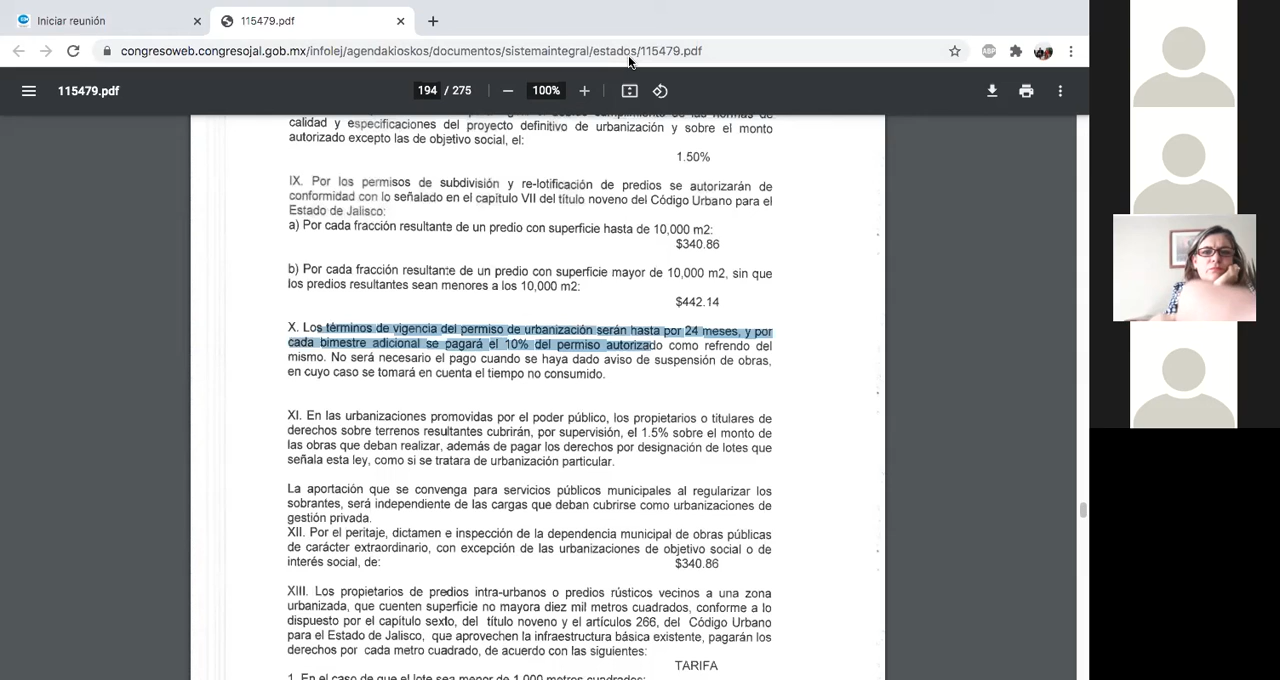 Iniciar reunión
115479.pdf
congresoweb.congresojal.gob.mx/infolej/agendakioskos/documentos/sistemaintegral/estados/115479.pdf
ABP
115479.pdf
194 / 275
100%
calidad y especificaciones del proyecto definitivo de urbanización y sobre el monto
autorizado excepto las de objetivo social, el:
1.50%
IX. Por los permisos de subdivisión y re-lotificación de predios se autorizarán de
conformidad con lo señalado en el capítulo VII del título noveno del Código Urbano para el
Estado de Jalisco:
a) Por cada fracción resultante de un predio con superficie hasta de 10,000 m2:
$340.86
b) Por cada fracción resultante de un predio con superficie mayor de 10,000 m2, sin que
los predios resultantes sean menores a los 10,000 m2:
$442.14
X. Los términos de vigencia del permiso de urbanización serán hasta por 24 meses, y por
cada bimestre adicional se pagará el 10% del permiso autorizado como refrendo del
mismo. No será necesario el pago cuando se haya dado aviso de suspensión de obras,
en cuyo caso se tomará en cuenta el tiempo no consumido.
XI. En las urbanizaciones promovidas por el poder público, los propietarios o titulares de
derechos sobre terrenos resultantes cubrirán, por supervisión, el 1.5% sobre el monto de
las obras que deban realizar, además de pagar los derechos por designación de lotes que
señala esta ley, como si se tratara de urbanización particular.
La aportación que se convenga para servicios públicos municipales al regularizar los
sobrantes, será independiente de las cargas que deban cubrirse como urbanizaciones de
gestión privada.
XII. Por el peritaje, dictamen e inspección de la dependencia municipal de obras públicas
de carácter extraordinario, con excepción de las urbanizaciones de objetivo social o de
interés social, de:
$340.86
XIII. Los propietarios de predios intra-urbanos o predios rústicos vecinos a una zona
urbanizada, que cuenten superficie no mayora diez mil metros cuadrados, conforme a lo
dispuesto por el capítulo sexto, del título noveno y el artículos 266, del Código Urbano
para el Estado de Jalisco, que aprovechen la infraestructura básica existente, pagarán los
derechos por cada metro cuadrado, de acuerdo con las siguientes:
TARIFA
1. En el caso de que el lote sea menor de 1,000 metros cuadrados: